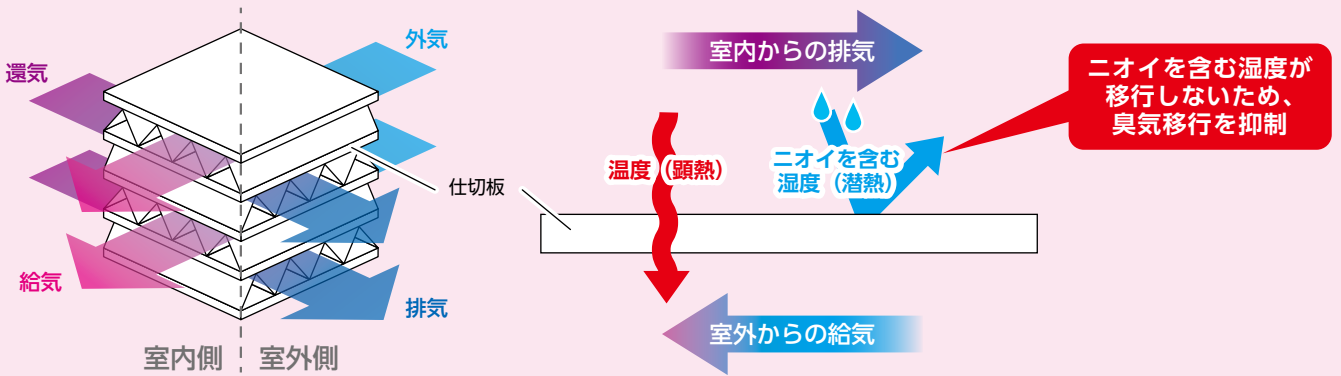 外気
還気
仕切板
給気
排気
室内側
室外側
室内からの排気
温度（顕熱）
ニオイを含む
湿度（潜熱）
ニオイを含む湿度が
移行しないため、
臭気移行を抑制
室外からの給気